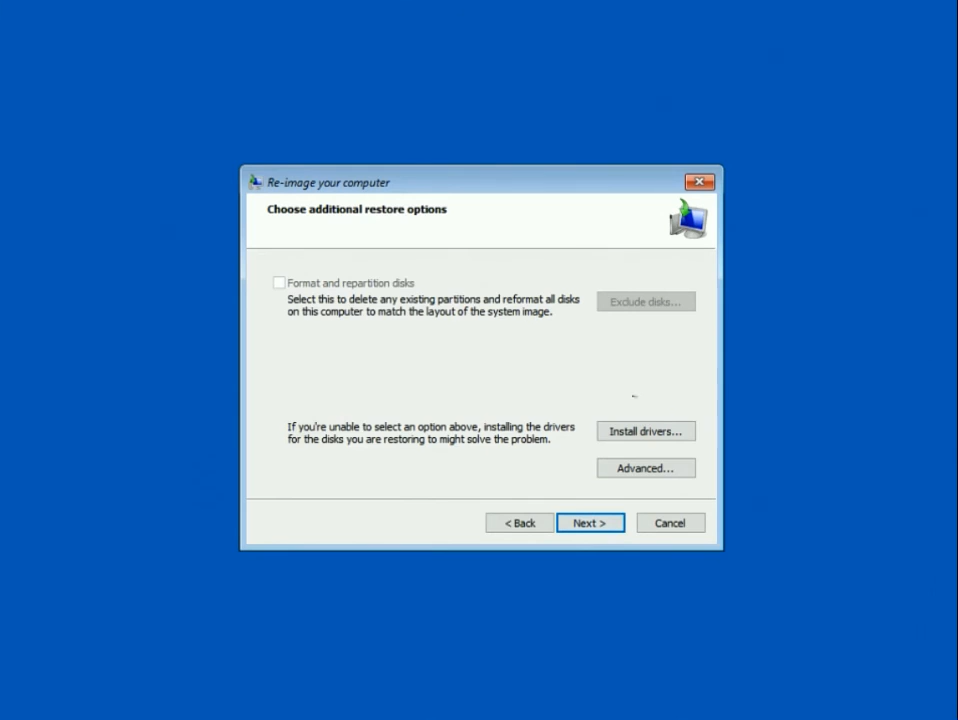 Re-image your computer
Choose additional restore options
Format and repartition disks
Select this to delete any existing partitions and reformat all disks
on this computer to match the layout of the system image.
Exclude disks...
If you're unable to select an option above, installing the drivers
for the disks you are restoring to might solve the problem.
Install drivers...
Advanced...
< Back
Next >
Cancel